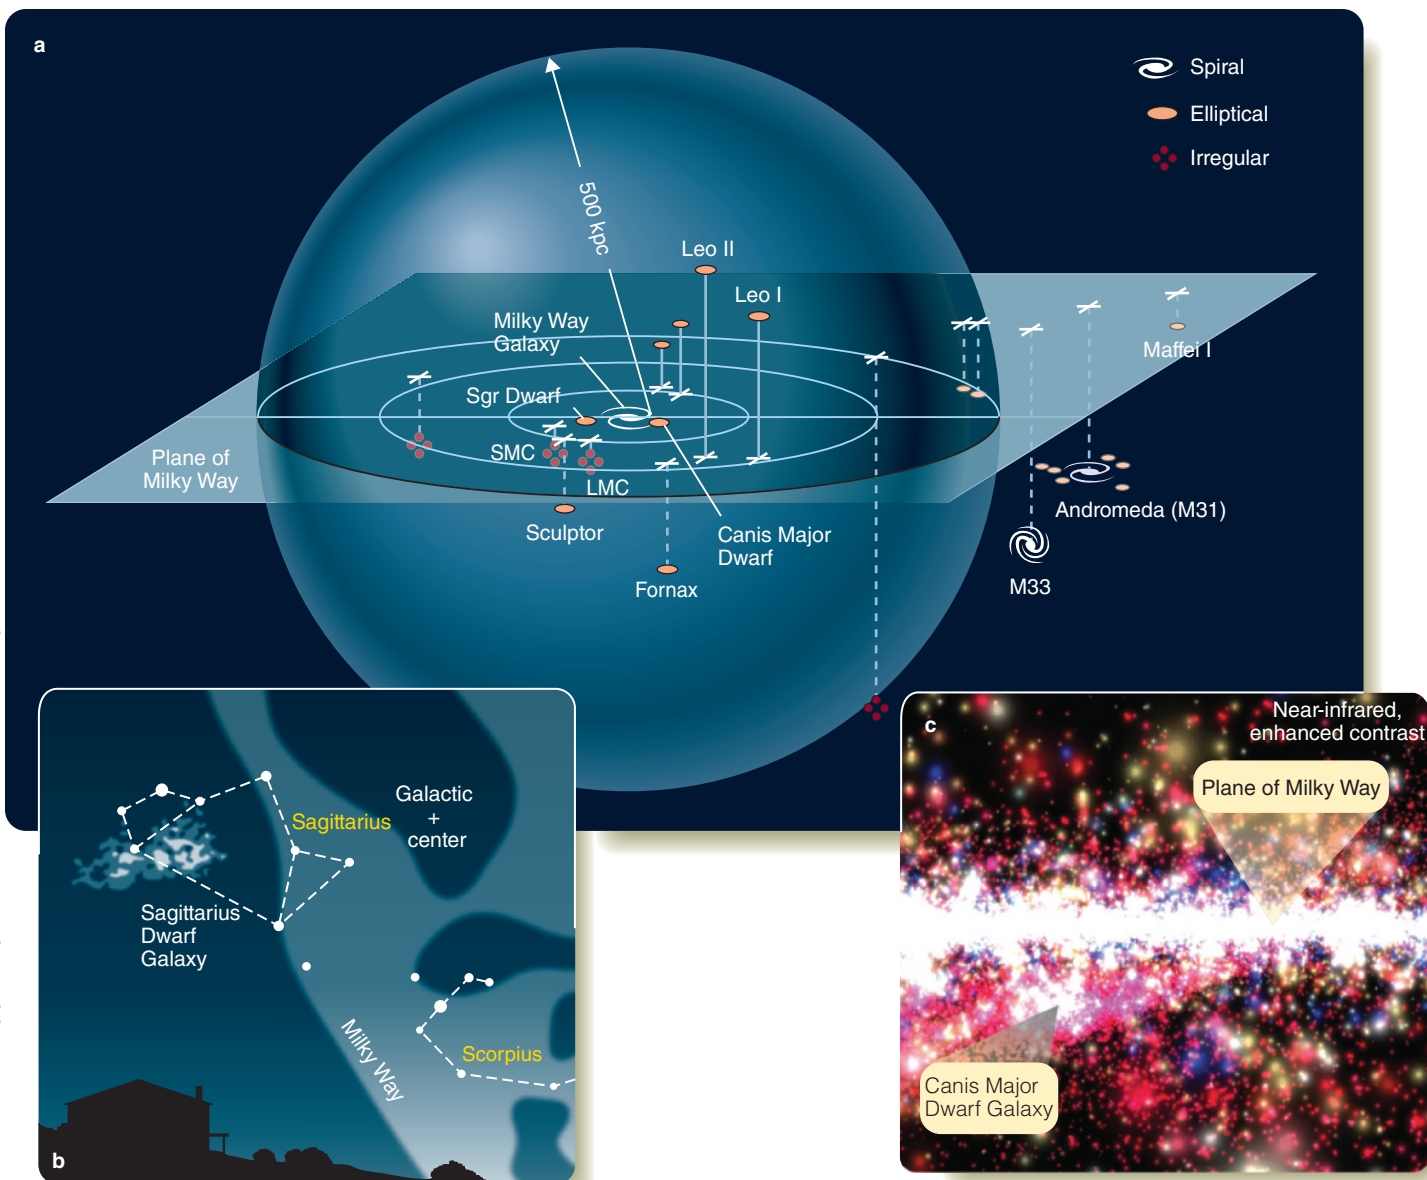 a
Spiral
Elliptical
Irregular
500 kpc
Leo II
Leo I
Milky Way
Galaxy
Maffei I
Sgr Dwarf
SMC
Plane of
Milky Way
LMC
Andromeda (M31)
Sculptor
Canis Major
Dwarf
Fornax
M33
Galactic
+
center
Sagittarius
Sagittarius
Dwarf
Galaxy
Milky Way
Scorpius
b
c
Near-infrared,
enhanced contrast
Plane of Milky Way
Canis Major
Dwarf Galaxy